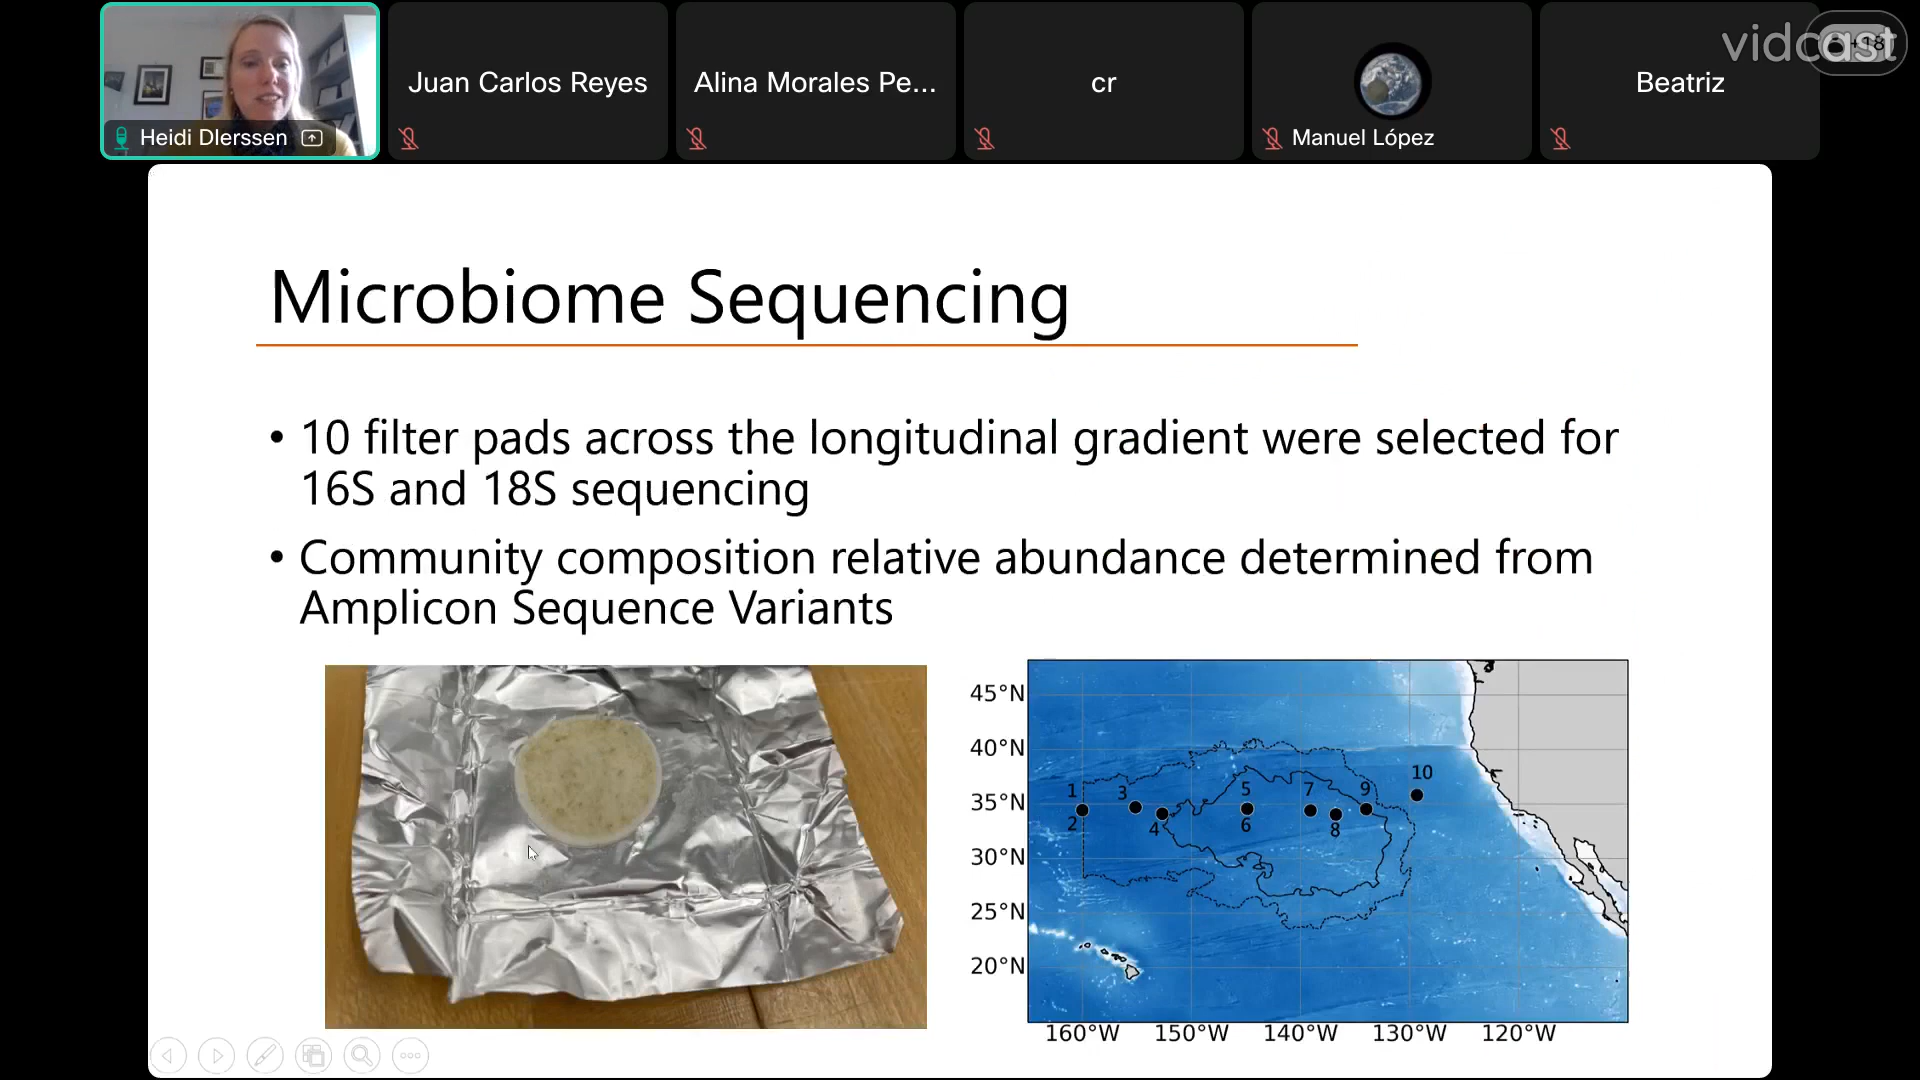 vidcast
+18
Heidi DIerssen
Juan Carlos Reyes
Alina Morales Pe...
cr
Manuel López
Beatriz
Microbiome Sequencing
• 10 filter pads across the longitudinal gradient were selected for
16S and 18S sequencing
• Community composition relative abundance determined from
Amplicon Sequence Variants
45°N
40°N
35°N
30°N
25°N
20°N
1
2
3
4
5
6
7
8
9
10
160°W 150°W 140°W 130°W 120°W